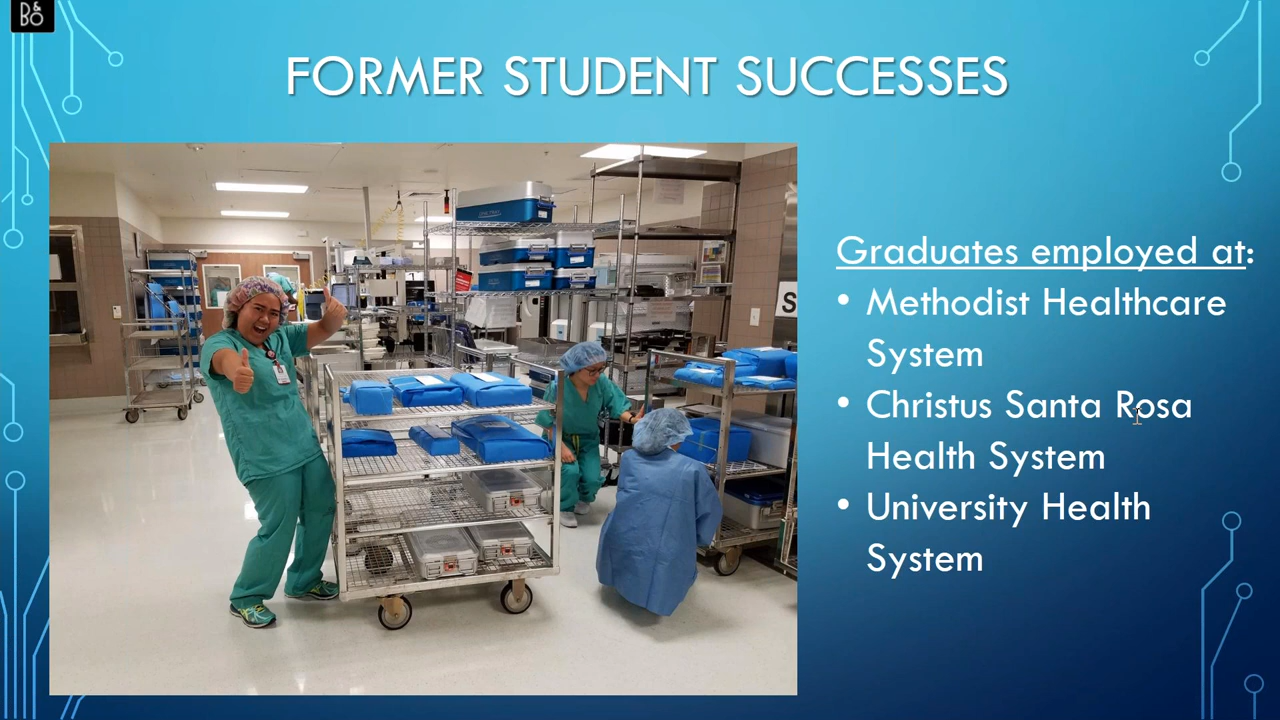 B&O
FORMER STUDENT SUCCESSES
Graduates employed at:
• Methodist Healthcare
System
• Christus Santa Rosa
Health System
• University Health
System
S